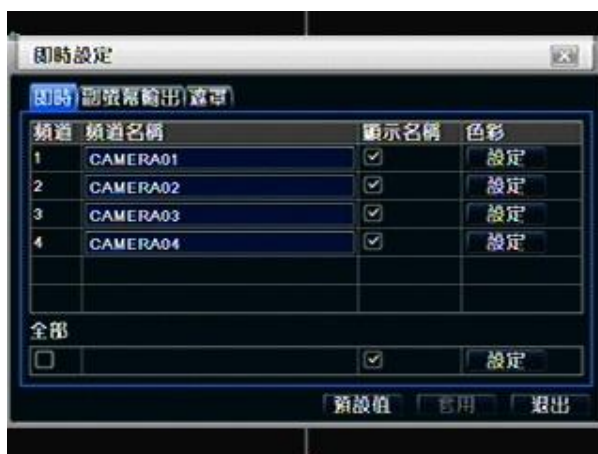 即時設定
即時 副螢幕輸出 遮罩
頻道 頻道名稱 顯示名稱 色彩
1 CAMERA01 設定
2 CAMERA02 設定
3 CAMERA03 設定
4 CAMERA04 設定
全部
設定
預設值 套用 退出